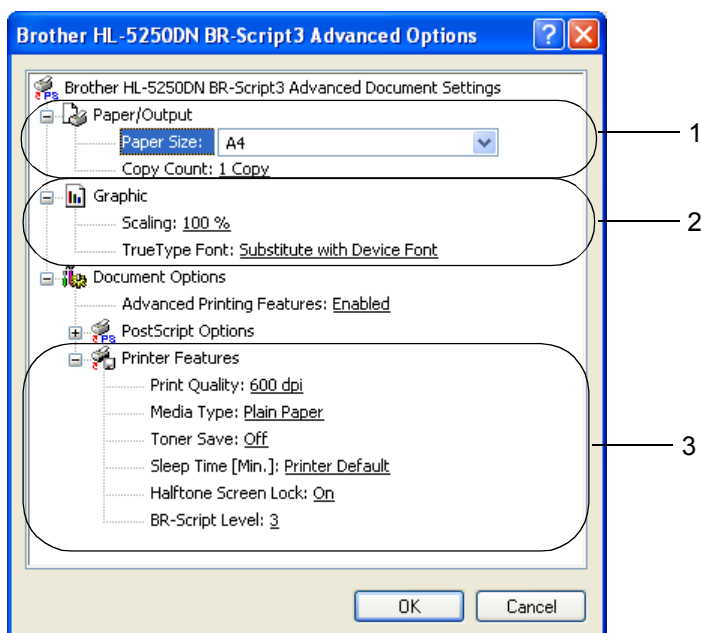 Brother HL-5250DN BR-Script3 Advanced Options
Brother HL-5250DN BR-Script3 Advanced Document Settings
Paper/Output
Paper Size: A4
Copy Count: 1 Copy
1
Graphic
Scaling: 100 %
TrueType Font: Substitute with Device Font
2
Document Options
Advanced Printing Features: Enabled
PostScript Options
Printer Features
Print Quality: 600 dpi
Media Type: Plain Paper
Toner Save: Off
Sleep Time [Min.]: Printer Default
Halftone Screen Lock: On
BR-Script Level: 3
3
OK
Cancel